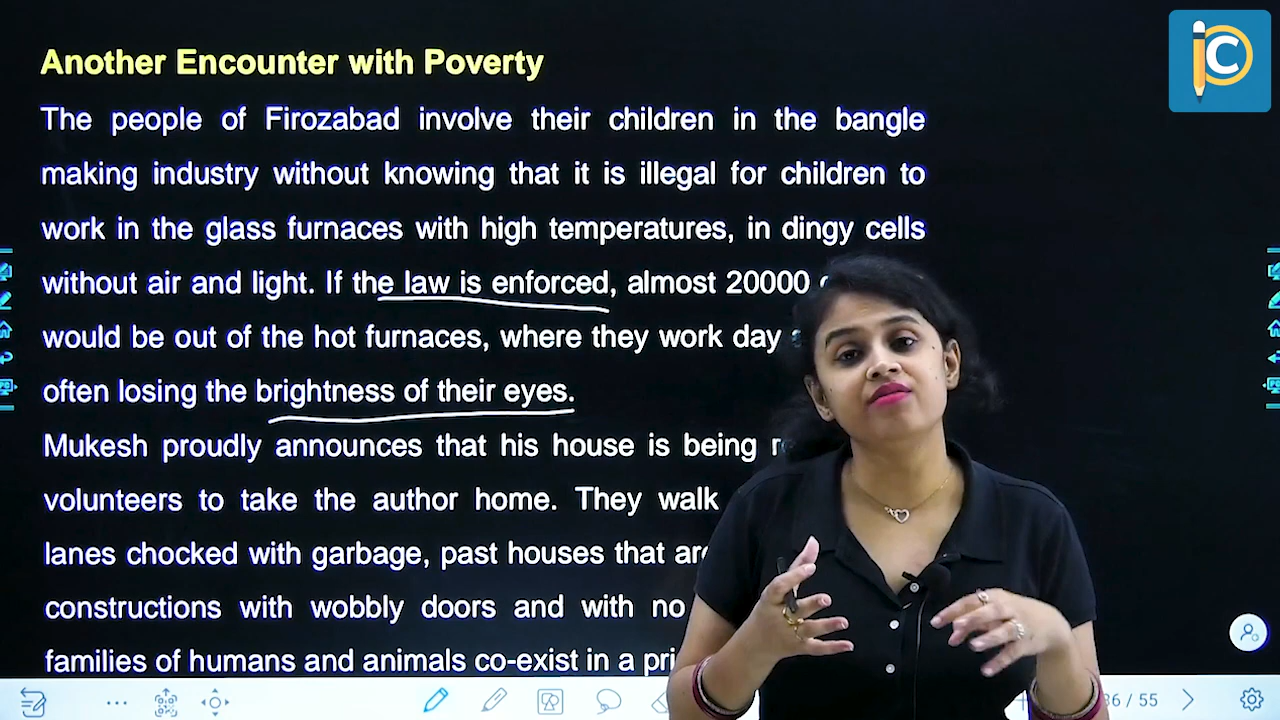 Another Encounter with Poverty
The people of Firozabad involve their children in the bangle
making industry without knowing that it is illegal for children to
work in the glass furnaces with high temperatures, in dingy cells
without air and light. If the law is enforced, almost 20000
would be out of the hot furnaces, where they work day
often losing the brightness of their eyes.
Mukesh proudly announces that his house is being
volunteers to take the author home. They walk
lanes chocked with garbage, past houses that
constructions with wobbly doors and with no
families of humans and animals co-exist in a
36 / 55